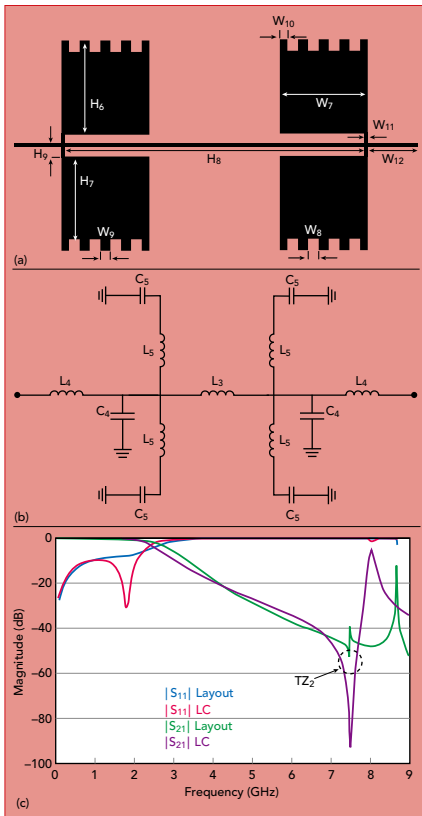 W10
H6
W7
W11
H9
H8
W12
H7
W9
W8
(a)
C5
C5
L5
L5
L4
L3
L4
C4
C4
L5
L5
C5
C5
(b)
0
−20
−40
−60
−80
−100
Magnitude (dB)
TZ2
|S11| Layout
|S11| LC
|S21| Layout
|S21| LC
0 1 2 3 4 5 6 7 8 9
Frequency (GHz)
(c)